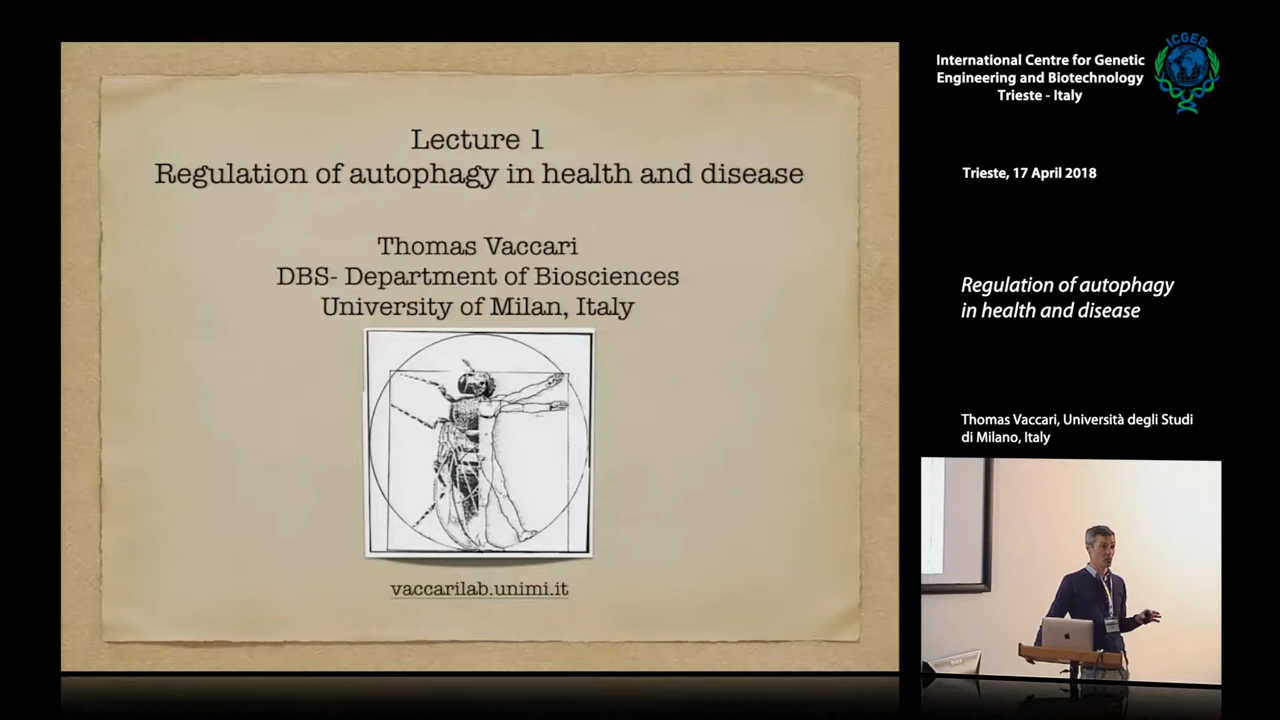 Lecture 1
Regulation of autophagy in health and disease
Thomas Vaccari
DBS- Department of Biosciences
University of Milan, Italy
vaccarilab.unimi.it
ICGEB
International Centre for Genetic
Engineering and Biotechnology
Trieste - Italy
Trieste, 17 April 2018
Regulation of autophagy
in health and disease
Thomas Vaccari, Università degli Studi
di Milano, Italy